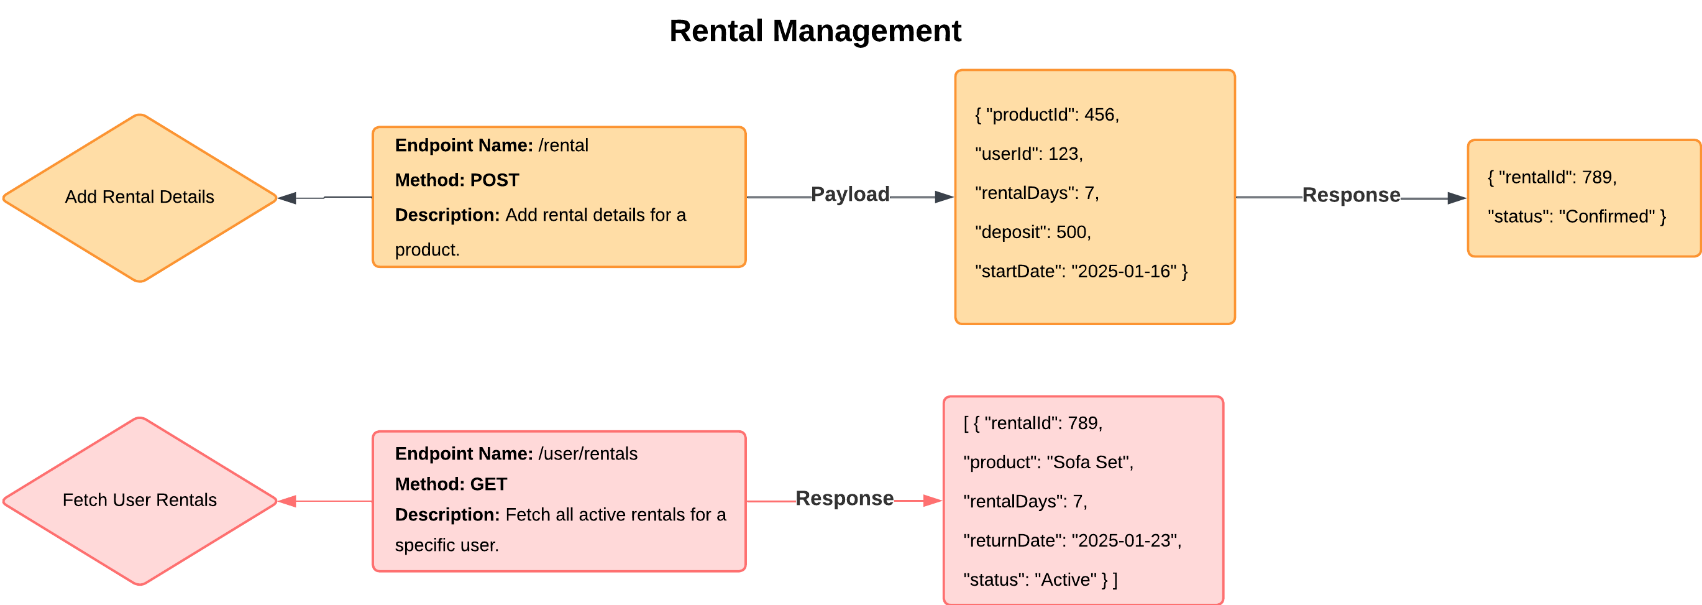 Rental Management
Add Rental Details
Endpoint Name: /rental
Method: POST
Description: Add rental details for a
product.
Payload
{ "productId": 456,
"userId": 123,
"rentalDays": 7,
"deposit": 500,
"startDate": "2025-01-16" }
Response
{ "rentalId": 789,
"status": "Confirmed" }
Fetch User Rentals
Endpoint Name: /user/rentals
Method: GET
Description: Fetch all active rentals for a
specific user.
Response
[ { "rentalId": 789,
"product": "Sofa Set",
"rentalDays": 7,
"returnDate": "2025-01-23",
"status": "Active" } ]